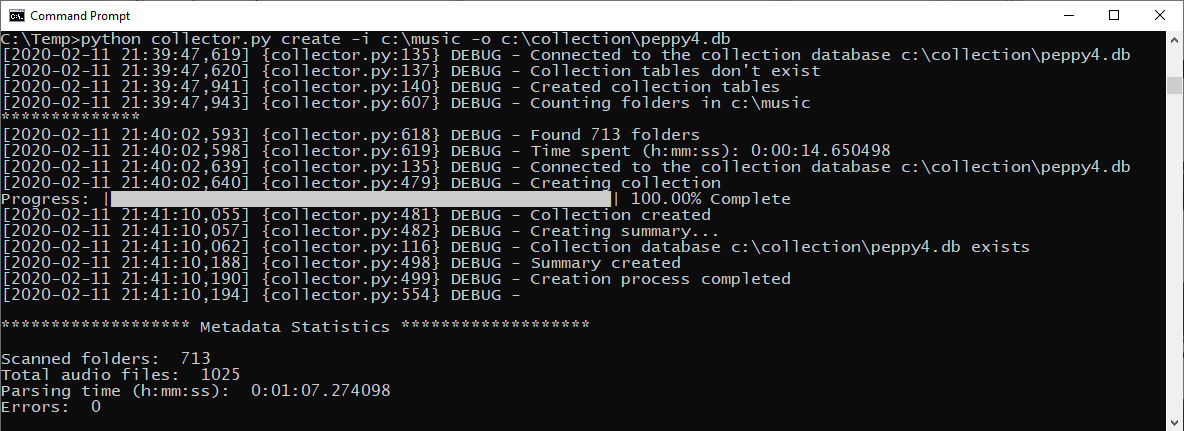 Command Prompt
C:\Temp>python collector.py create -i c:\music -o c:\collection\peppy4.db
[2020-02-11 21:39:47,619] {collector.py:135} DEBUG - Connected to the collection database c:\collection\peppy4.db
[2020-02-11 21:39:47,620] {collector.py:137} DEBUG - Collection tables don't exist
[2020-02-11 21:39:47,941] {collector.py:140} DEBUG - Created collection tables
[2020-02-11 21:39:47,943] {collector.py:607} DEBUG - Counting folders in c:\music
**************
[2020-02-11 21:40:02,593] {collector.py:618} DEBUG - Found 713 folders
[2020-02-11 21:40:02,598] {collector.py:619} DEBUG - Time spent (h:mm:ss): 0:00:14.650498
[2020-02-11 21:40:02,639] {collector.py:135} DEBUG - Connected to the collection database c:\collection\peppy4.db
[2020-02-11 21:40:02,640] {collector.py:479} DEBUG - Creating collection
Progress: | | 100.00% Complete
[2020-02-11 21:41:10,055] {collector.py:481} DEBUG - Collection created
[2020-02-11 21:41:10,057] {collector.py:482} DEBUG - Creating summary...
[2020-02-11 21:41:10,062] {collector.py:116} DEBUG - Collection database c:\collection\peppy4.db exists
[2020-02-11 21:41:10,188] {collector.py:498} DEBUG - Summary created
[2020-02-11 21:41:10,190] {collector.py:499} DEBUG - Creation process completed
[2020-02-11 21:41:10,194] {collector.py:554} DEBUG -
******************* Metadata Statistics *******************
Scanned folders:  713
Total audio files:  1025
Parsing time (h:mm:ss):  0:01:07.274098
Errors:  0